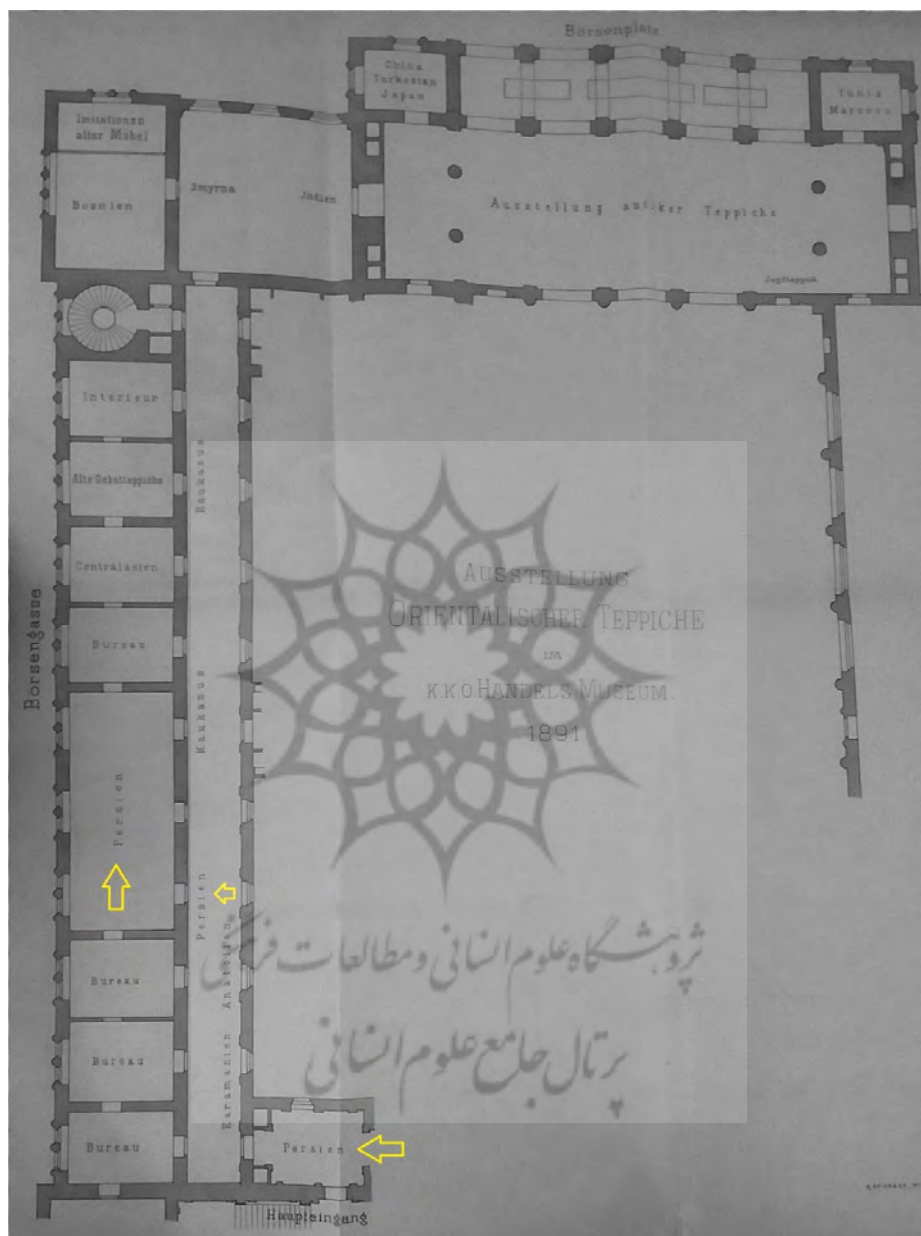 Börsenplatz
China
Turkestan
Japan
Tunis
Marocco
Imitationen
alter Möbel
Bosnien
Smyrna
Indien
Ausstellung antiker Teppiche
Jagdteppich
Interieur
Alte Gebetteppiche
Centralasien
Bureau
Persien
Bureau
Bureau
Bureau
Börsengasse
Kaukasus
Kaukasus
Persien
Anatolien
Karamanien
Persien
Haupteingang
AUSSTELLUNG
ORIENTALISCHER TEPPICHE
IM
K.K.Ö HANDELS MUSEUM.
1891
پژوهشگاه علوم انسانی و مطالعات فرهنگی
پرتال جامع علوم انسانی